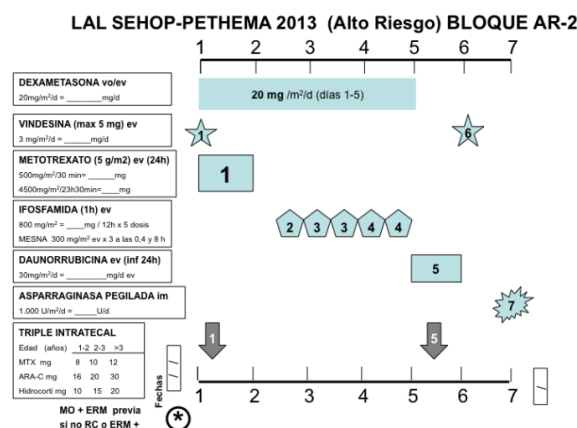 LAL SEHOP-PETHEMA 2013 (Alto Riesgo) BLOQUE AR-2
1 2 3 4 5 6 7
DEXAMETASONA vo/ev
20mg/m²/d = ________mg/d
20 mg /m²/d (días 1-5)
VINDESINA (max 5 mg) ev
3 mg/m²/d = ______mg/d
1 6
METOTREXATO (5 g/m2) ev (24h)
500mg/m²/30 min= ______mg
4500mg/m²/23h30min=____mg
1
IFOSFAMIDA (1h) ev
800 mg/m² = ____mg / 12h x 5 dosis
MESNA 300 mg/m² ev x 3 a las 0,4 y 8 h
2 3 3 4 4
DAUNORRUBICINA ev (inf 24h)
30mg/m²/d = ________mg/d ev
5
ASPARRAGINASA PEGILADA im
1.000 U/m²/d = _____U/d
7
TRIPLE INTRATECAL
Edad (años) 1-2 2-3 >3
MTX mg 8 10 12
ARA-C mg 16 20 30
Hidrocorti mg 10 15 20
1 5
Fechas
/ /
1 2 3 4 5 6 7
MO + ERM previa
si no RC o ERM +
*